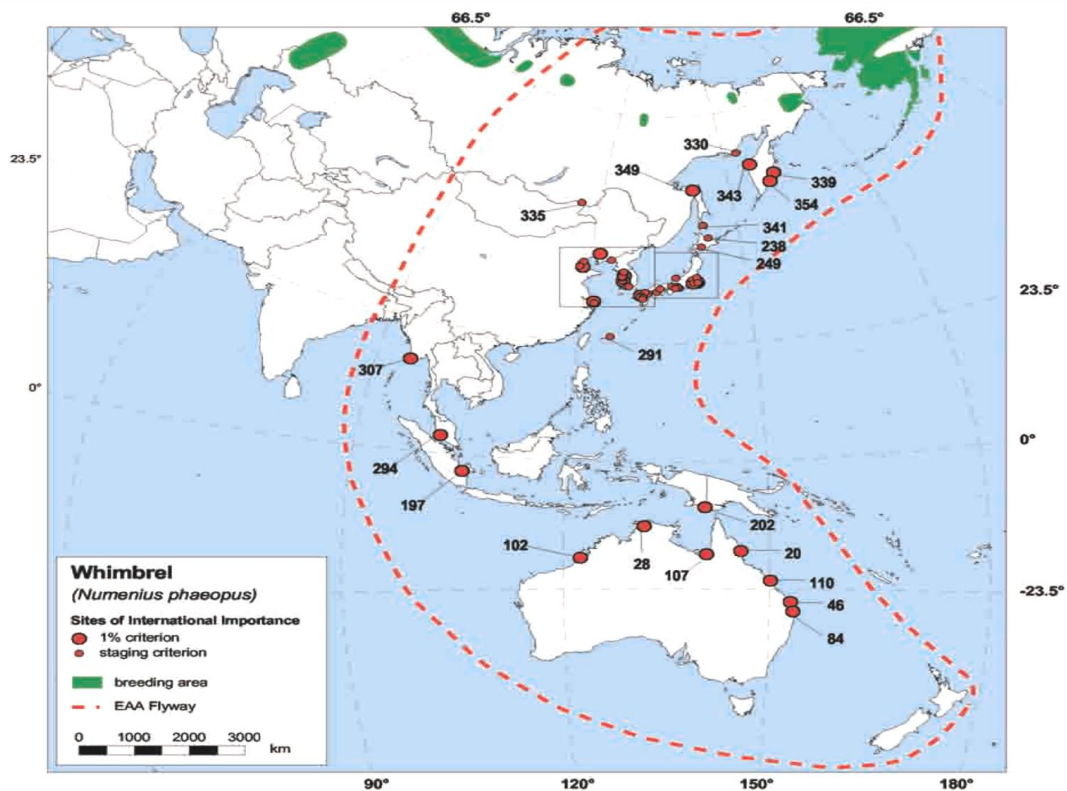 66.5° 66.5°
23.5°
330
349
343
339
354
335
341
238
249
23.5°
291
307
0°
0°
294
197
202
102
28
107
20
110
46
-23.5°
84
Whimbrel
(Numenius phaeopus)
Sites of International Importance
1% criterion
staging criterion
breeding area
EAA Flyway
0 1000 2000 3000
km
90° 120° 150° 180°